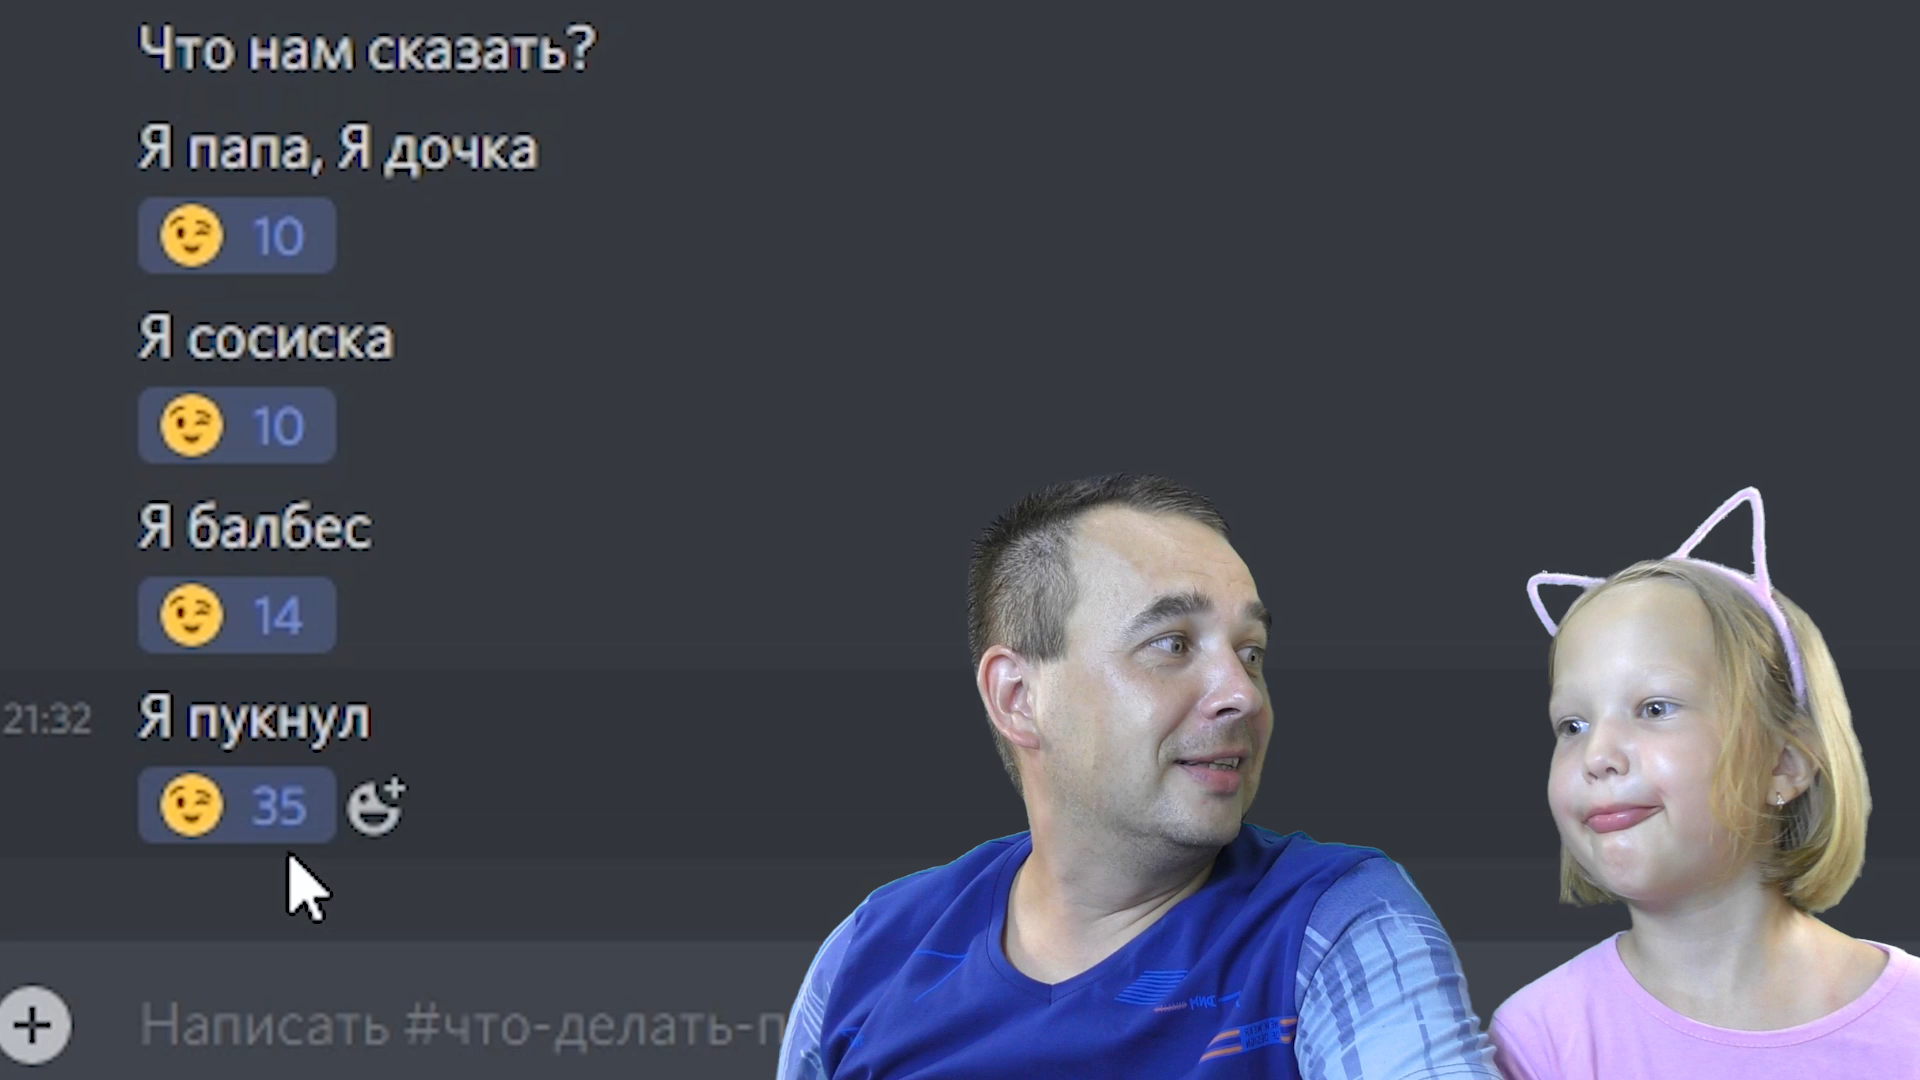 Что нам сказать?
Я папа, Я дочка
10
Я сосиска
10
Я балбес
14
21:32 Я пукнул
35
Написать #что-делать-п